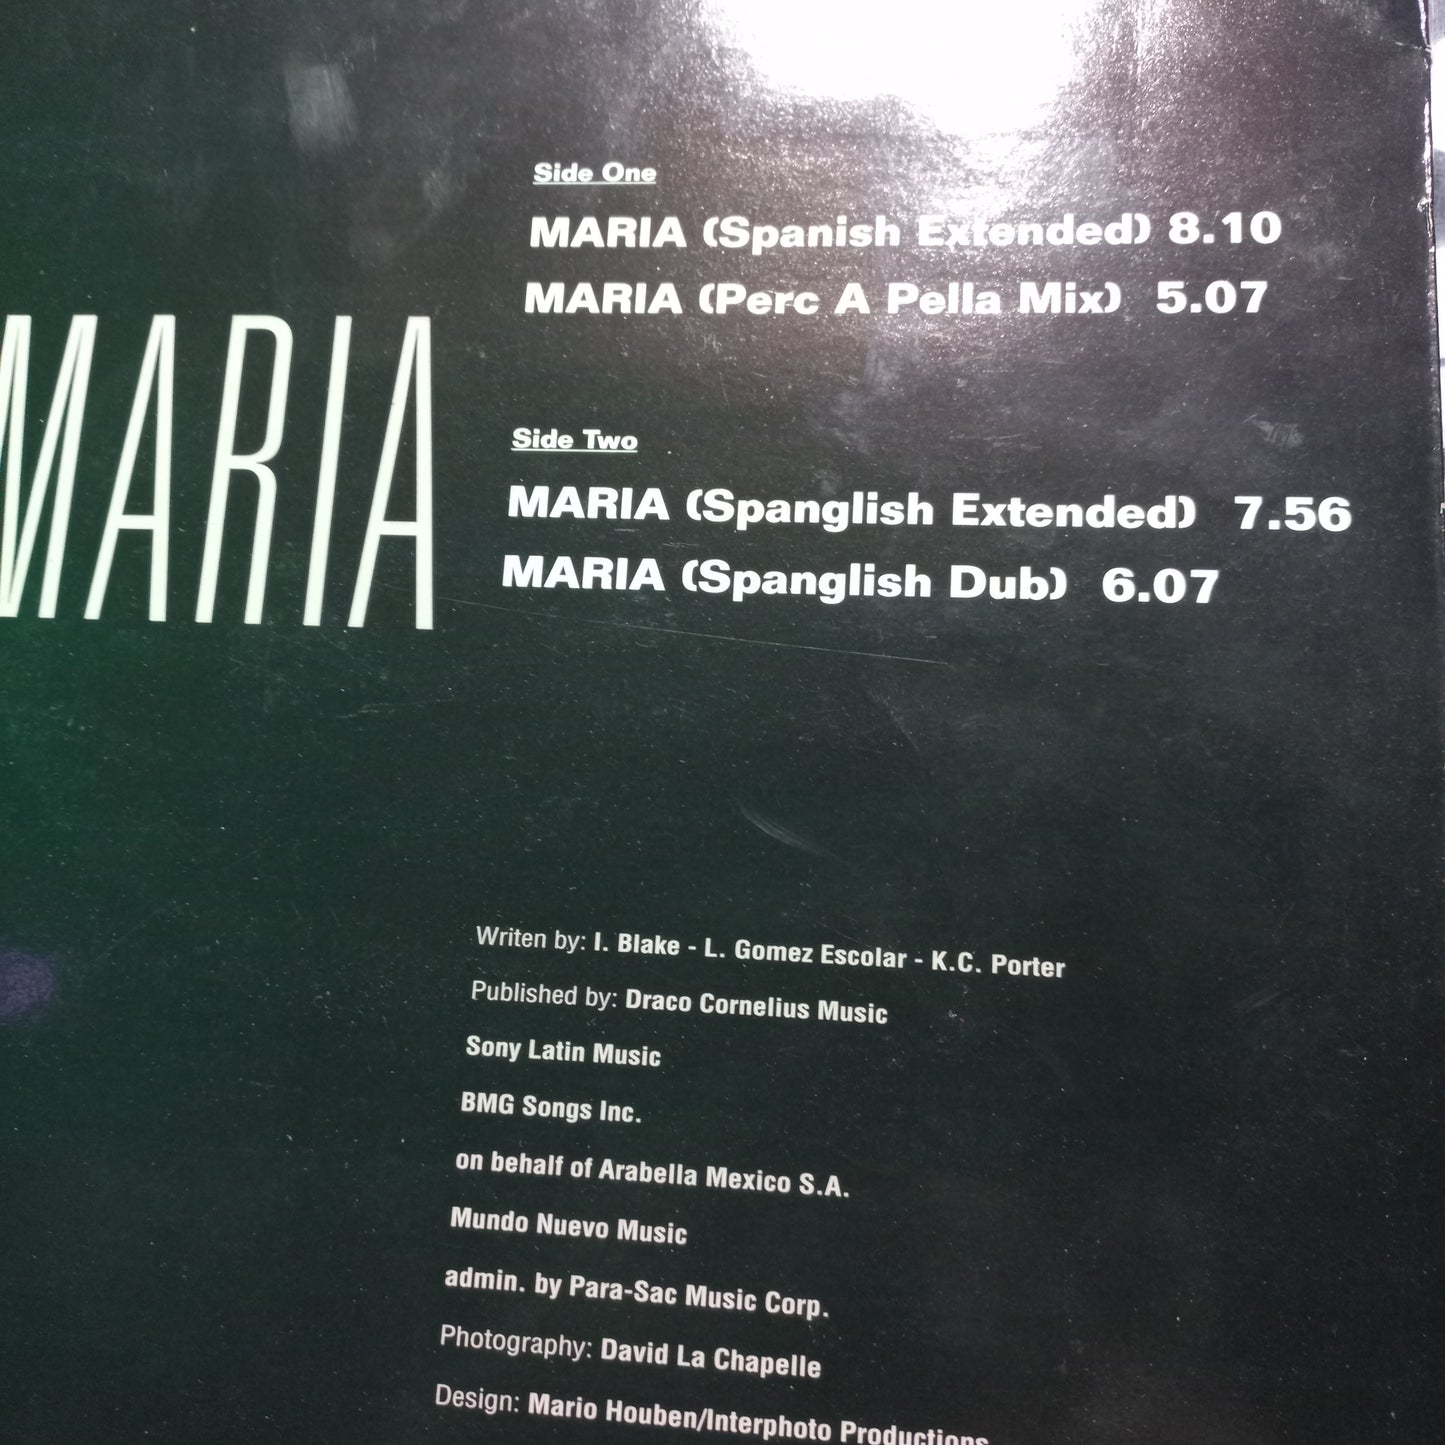 MARIA
Side One
MARIA (Spanish Extended) 8.10
MARIA (Perc A Pella Mix) 5.07
Side Two
MARIA (Spanglish Extended) 7.56
MARIA (Spanglish Dub) 6.07
Writen by: I. Blake - L. Gomez Escolar - K.C. Porter
Published by: Draco Cornelius Music
Sony Latin Music
BMG Songs Inc.
on behalf of Arabella Mexico S.A.
Mundo Nuevo Music
admin. by Para-Sac Music Corp.
Photography: David La Chapelle
Design: Mario Houben/Interphoto Productions